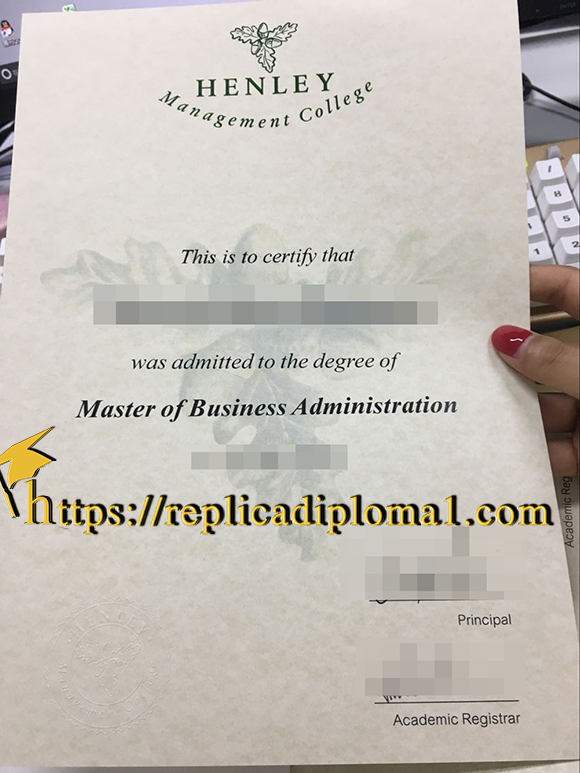 HENLEY
Management College
This is to certify that
was admitted to the degree of
Master of Business Administration
https://replicadiploma1.com
Principal
Academic Registrar
Academic Reg
HENLEY